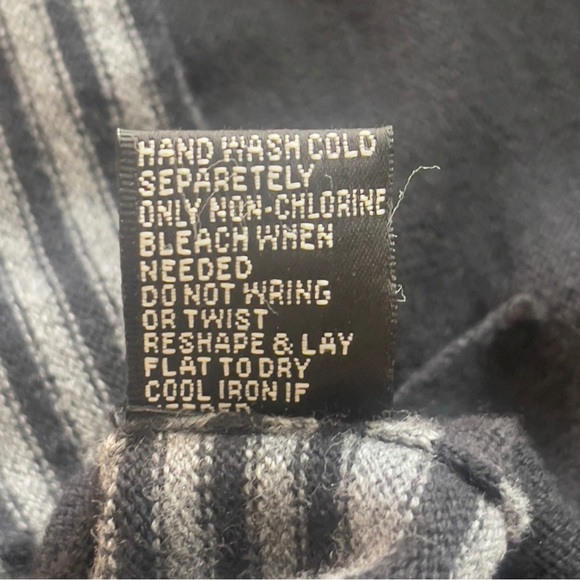 HAND WASH COLD
SEPARETELY
ONLY NON-CHLORINE
BLEACH WHEN
NEEDED
DO NOT WRING
OR TWIST
RESHAPE & LAY
FLAT TO DRY
COOL IRON IF
NEEDED